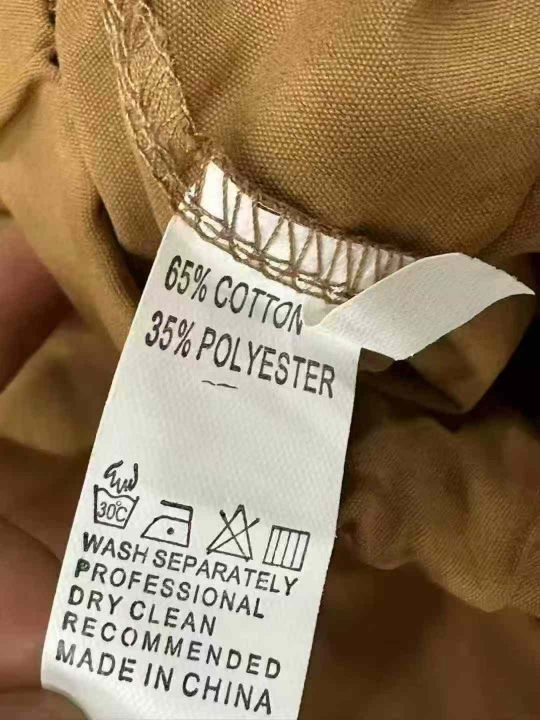 65% COTTON
35% POLYESTER
30℃
WASH SEPARATELY
PROFESSIONAL
DRY CLEAN
RECOMMENDED
MADE IN CHINA